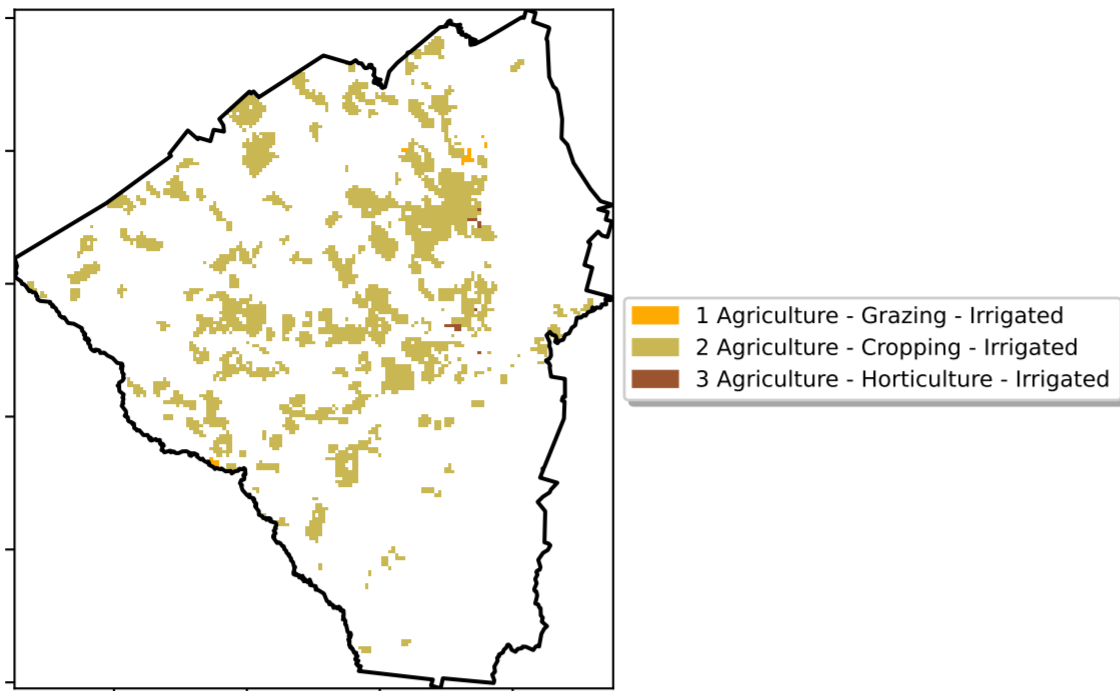 1 Agriculture - Grazing - Irrigated
2 Agriculture - Cropping - Irrigated
3 Agriculture - Horticulture - Irrigated